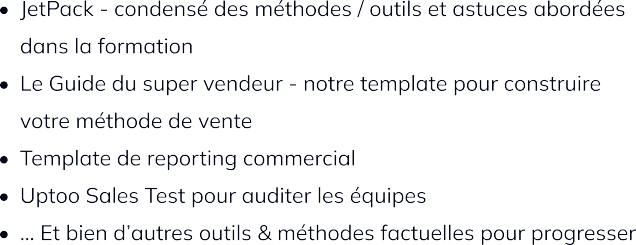 • JetPack - condensé des méthodes / outils et astuces abordées
dans la formation
• Le Guide du super vendeur - notre template pour construire
votre méthode de vente
• Template de reporting commercial
• Uptoo Sales Test pour auditer les équipes
• ... Et bien d'autres outils & méthodes factuelles pour progresser